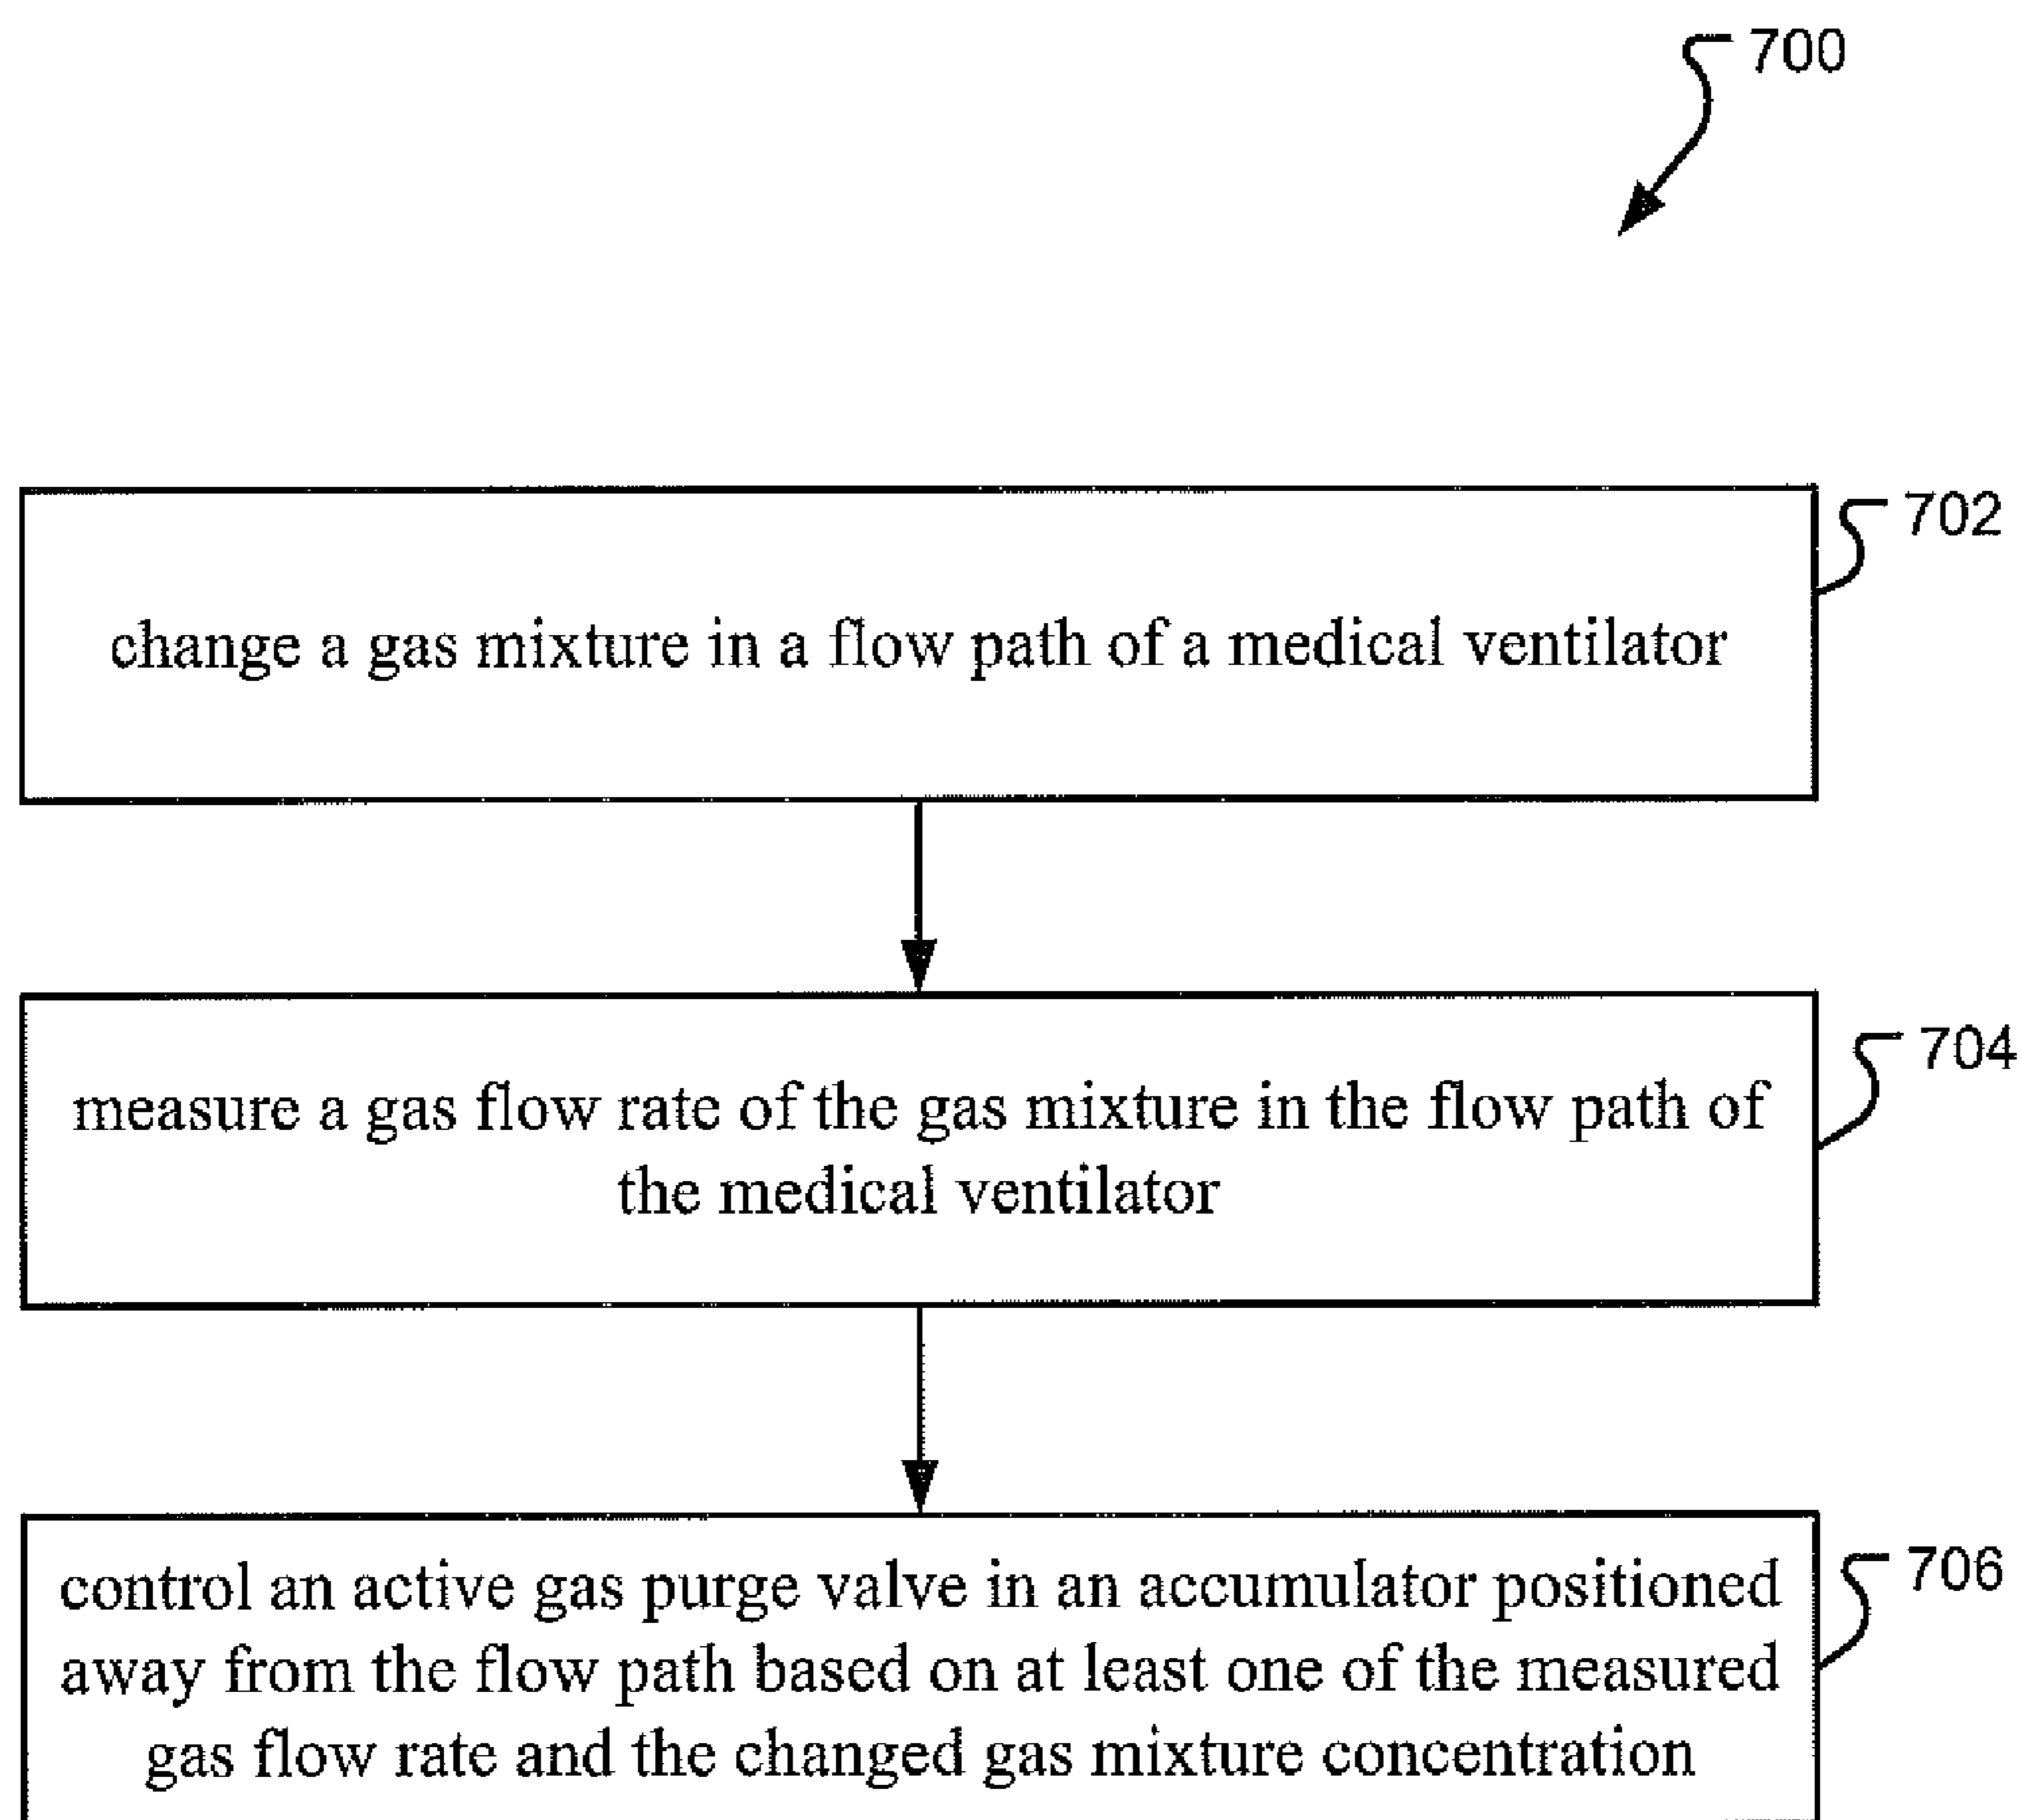 700
702
change a gas mixture in a flow path of a medical ventilator
704
measure a gas flow rate of the gas mixture in the flow path of
the medical ventilator
706
control an active gas purge valve in an accumulator positioned
away from the flow path based on at least one of the measured
gas flow rate and the changed gas mixture concentration